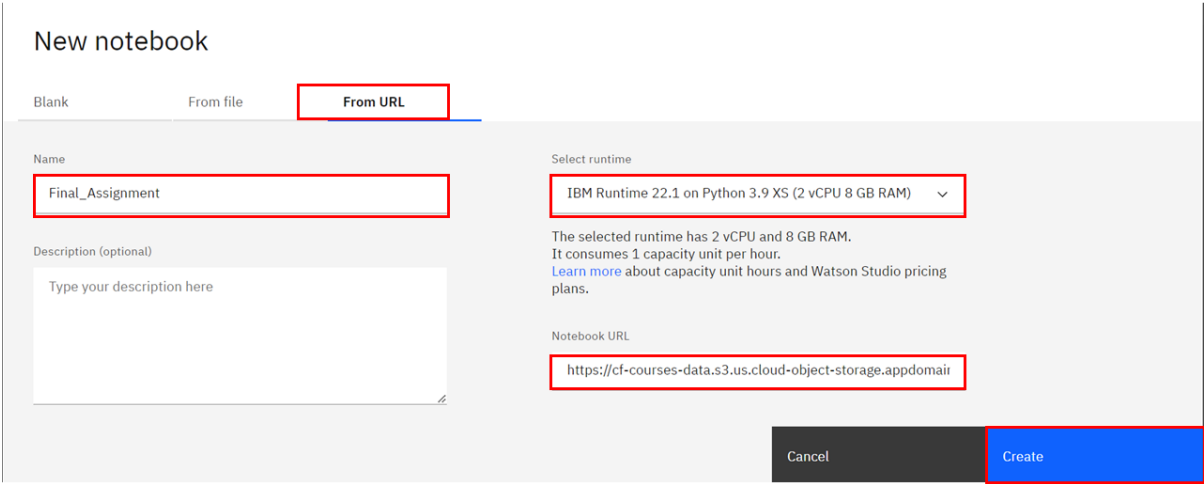 New notebook
Blank
From file
From URL
Name
Final_Assignment
Description (optional)
Type your description here
Select runtime
IBM Runtime 22.1 on Python 3.9 XS (2 vCPU 8 GB RAM)
The selected runtime has 2 vCPU and 8 GB RAM.
It consumes 1 capacity unit per hour.
Learn more about capacity unit hours and Watson Studio pricing
plans.
Notebook URL
https://cf-courses-data.s3.us.cloud-object-storage.appdomain
Cancel
Create